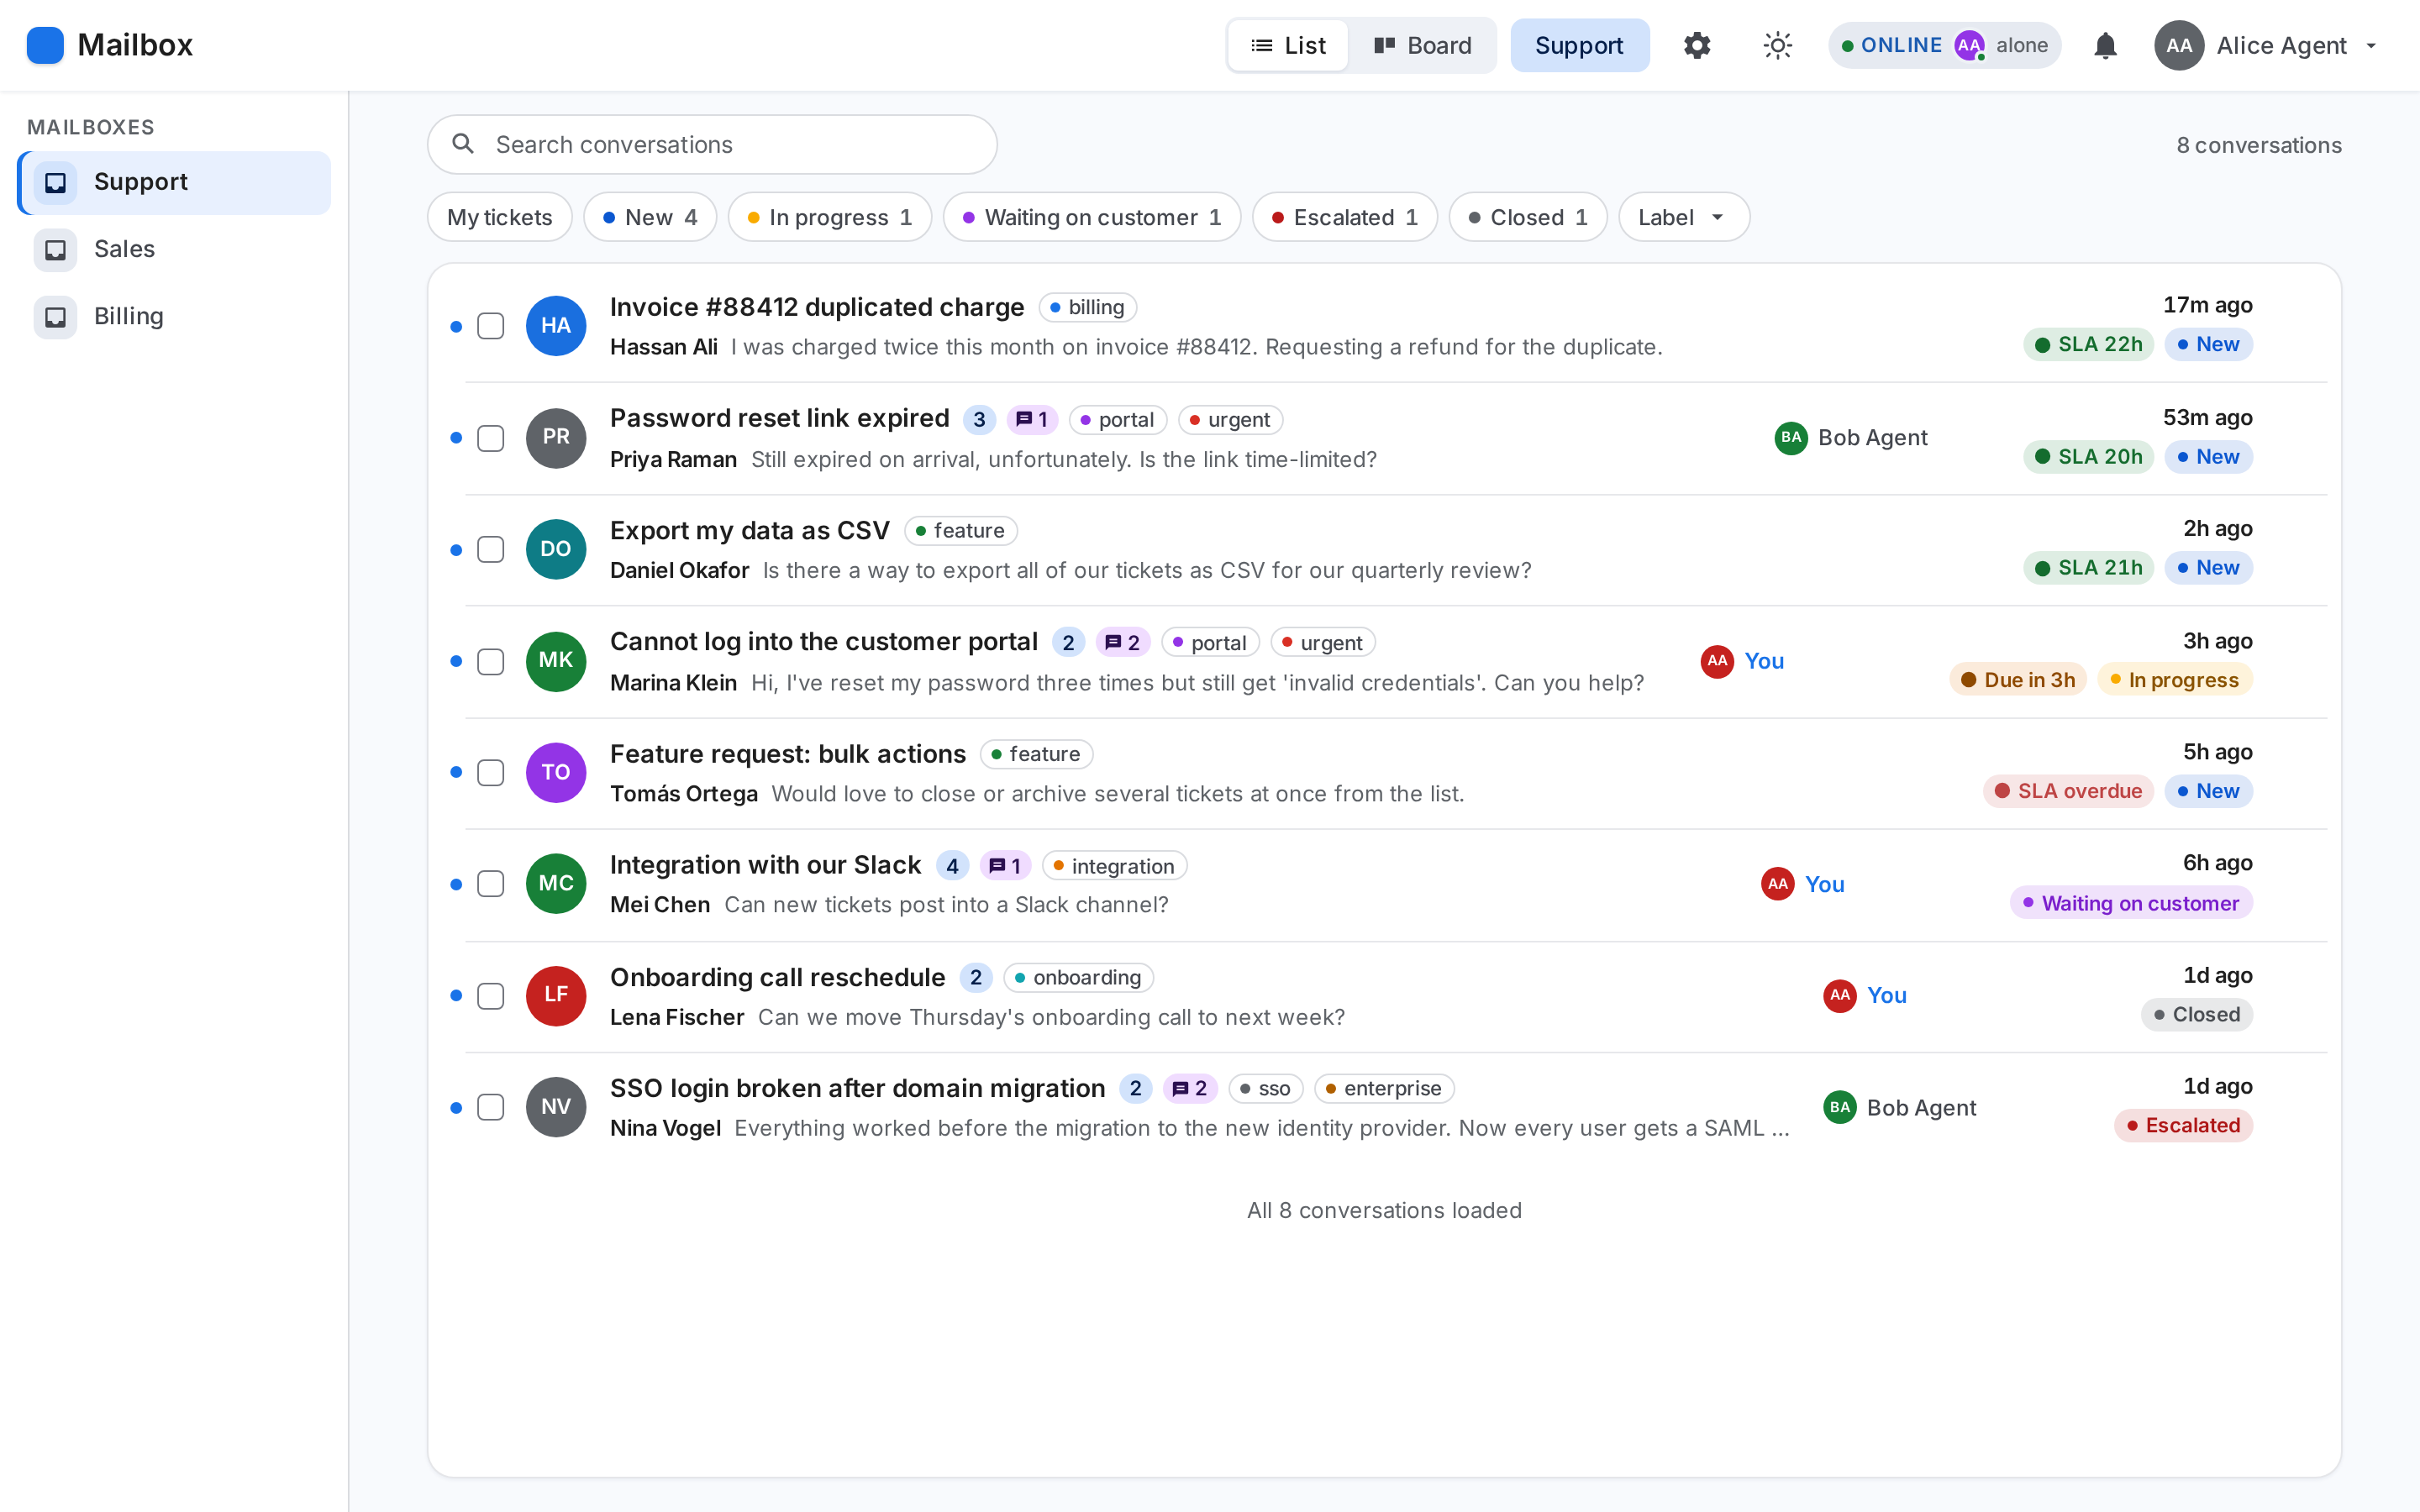 Mailbox
List
Board
Support
ONLINE AA alone
AA Alice Agent
MAILBOXES
Support
Sales
Billing
Search conversations
8 conversations
My tickets
New 4
In progress 1
Waiting on customer 1
Escalated 1
Closed 1
Label
HA
Invoice #88412 duplicated charge billing
17m ago
Hassan Ali I was charged twice this month on invoice #88412. Requesting a refund for the duplicate.
SLA 22h New
PR
Password reset link expired 3 1 portal urgent
BA Bob Agent
53m ago
Priya Raman Still expired on arrival, unfortunately. Is the link time-limited?
SLA 20h New
DO
Export my data as CSV feature
2h ago
Daniel Okafor Is there a way to export all of our tickets as CSV for our quarterly review?
SLA 21h New
MK
Cannot log into the customer portal 2 2 portal urgent
AA You
3h ago
Marina Klein Hi, I've reset my password three times but still get 'invalid credentials'. Can you help?
Due in 3h In progress
TO
Feature request: bulk actions feature
5h ago
Tomás Ortega Would love to close or archive several tickets at once from the list.
SLA overdue New
MC
Integration with our Slack 4 1 integration
AA You
6h ago
Mei Chen Can new tickets post into a Slack channel?
Waiting on customer
LF
Onboarding call reschedule 2 onboarding
AA You
1d ago
Lena Fischer Can we move Thursday's onboarding call to next week?
Closed
NV
SSO login broken after domain migration 2 2 sso enterprise
BA Bob Agent
1d ago
Nina Vogel Everything worked before the migration to the new identity provider. Now every user gets a SAML ...
Escalated
All 8 conversations loaded